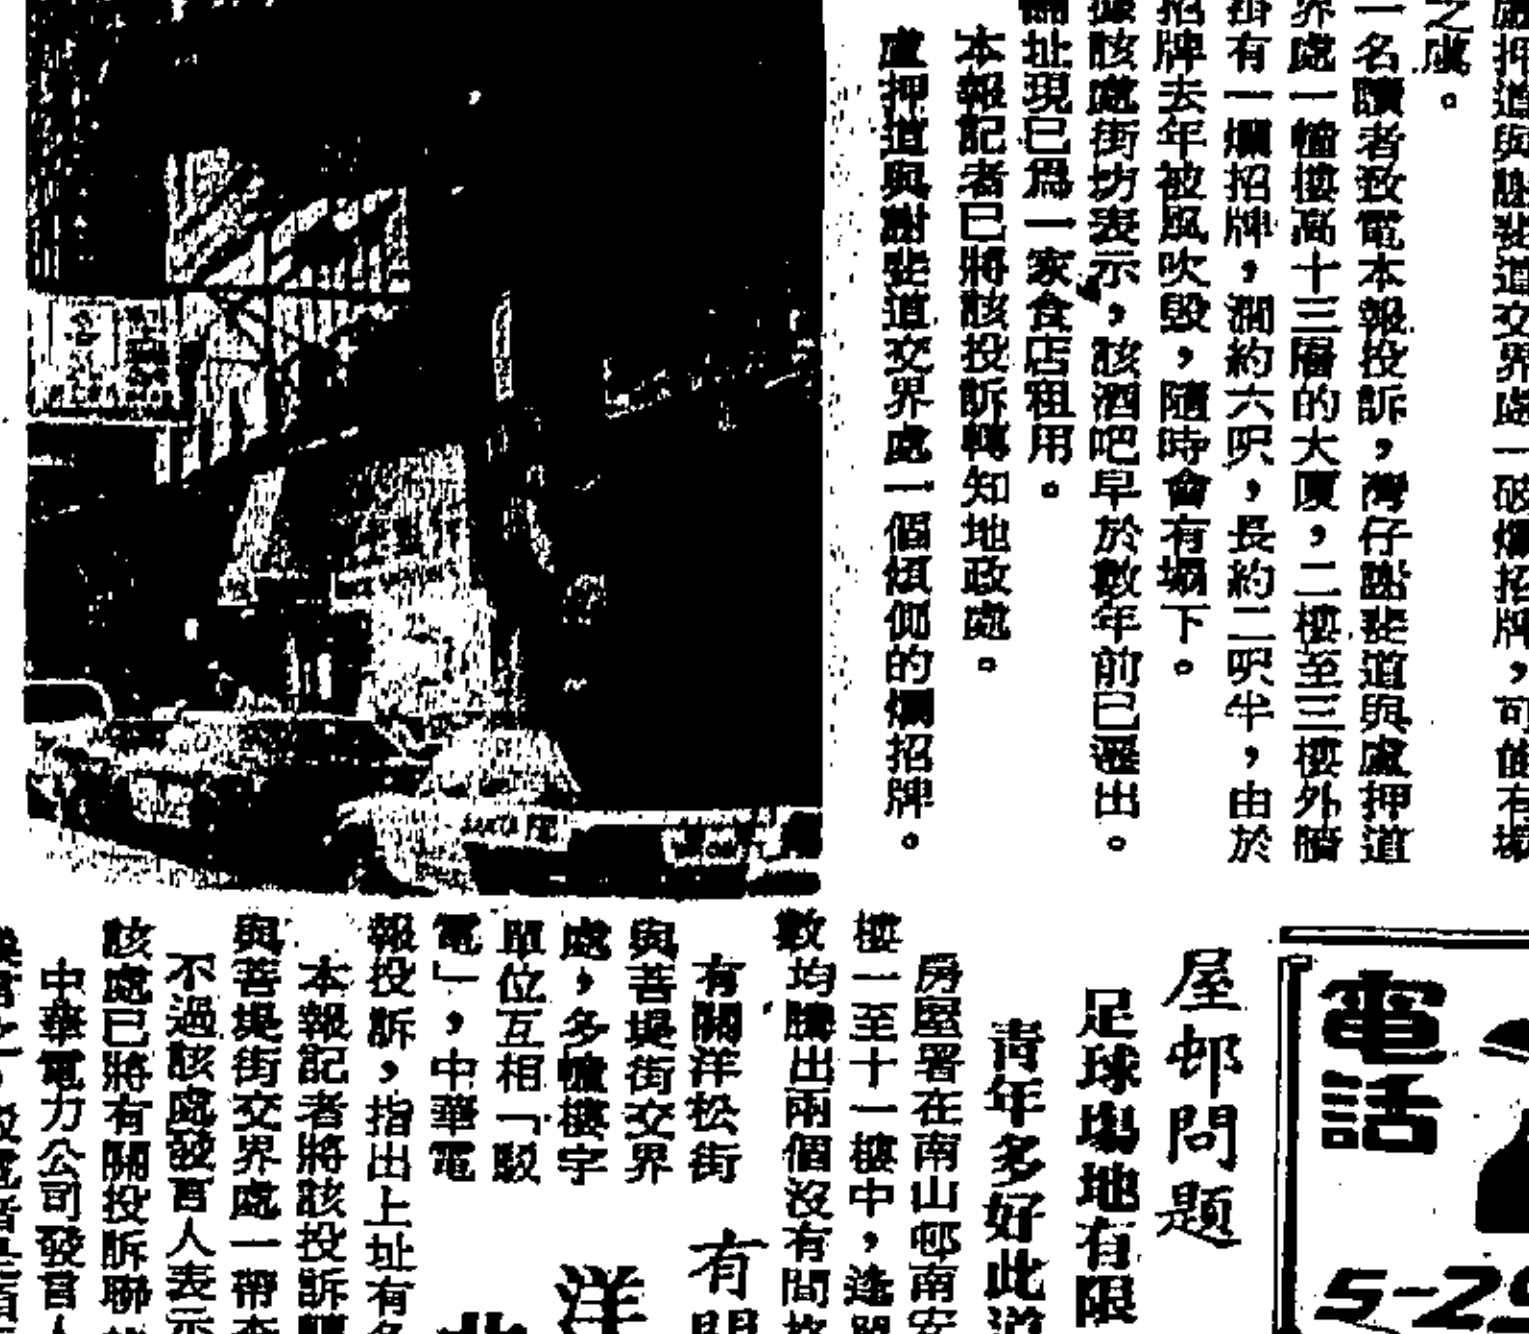 盧押道與謝斐道交界處一破爛招牌，可能有塌
之虞。
一名讀者致電本報投訴，灣仔謝斐道與盧押道
界處一幢樓高十三層的大廈，二樓至三樓外牆
掛有一爛招牌，濶約六呎，長約二呎半，由於
招牌去年被風吹毀，隨時會有塌下。
據該處街坊表示，該酒吧早於數年前已遷出。
舖址現已爲一家食店租用。
本報記者已將該投訴轉知地政處。
盧押道與謝斐道交界處一個傾側的爛招牌。
電話
5-29
屋邨問題
足球場地有限
青年多好此道
房屋署在南山邨南安
樓一至十一樓中，逢單
數均騰出兩個沒有間
有
有關洋松街
與菩提街交界
處，多幢樓宇
單位互相「駁
電」，中華電
洋
報投訴，指出上址有多
本報記者將該投訴轉
與菩提街交界處一帶查
不過該處發言人表示
該處已將有關投訴聯
中華電力公司發言人